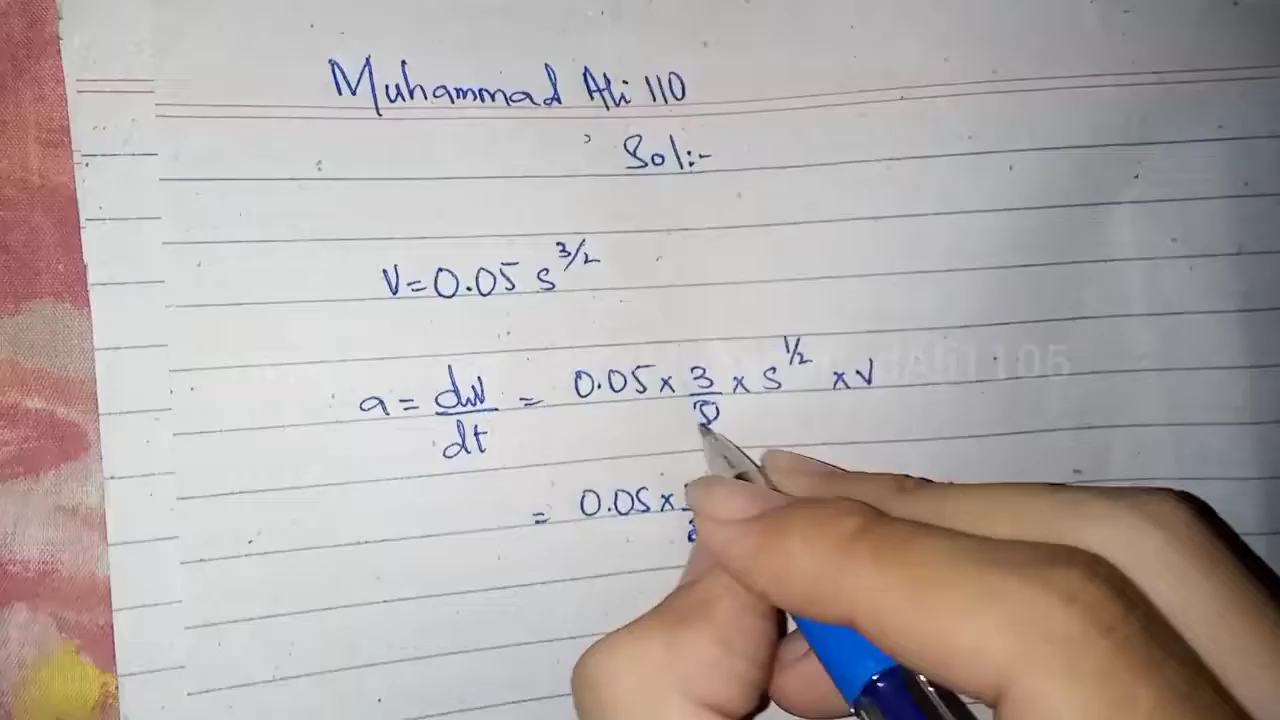 Muhammad Ali 110
Sol:-
V = 0.05 s^{3/2}
a = dv/dt = 0.05 × 3/2 × s^{1/2} × v
= 0.05 ×